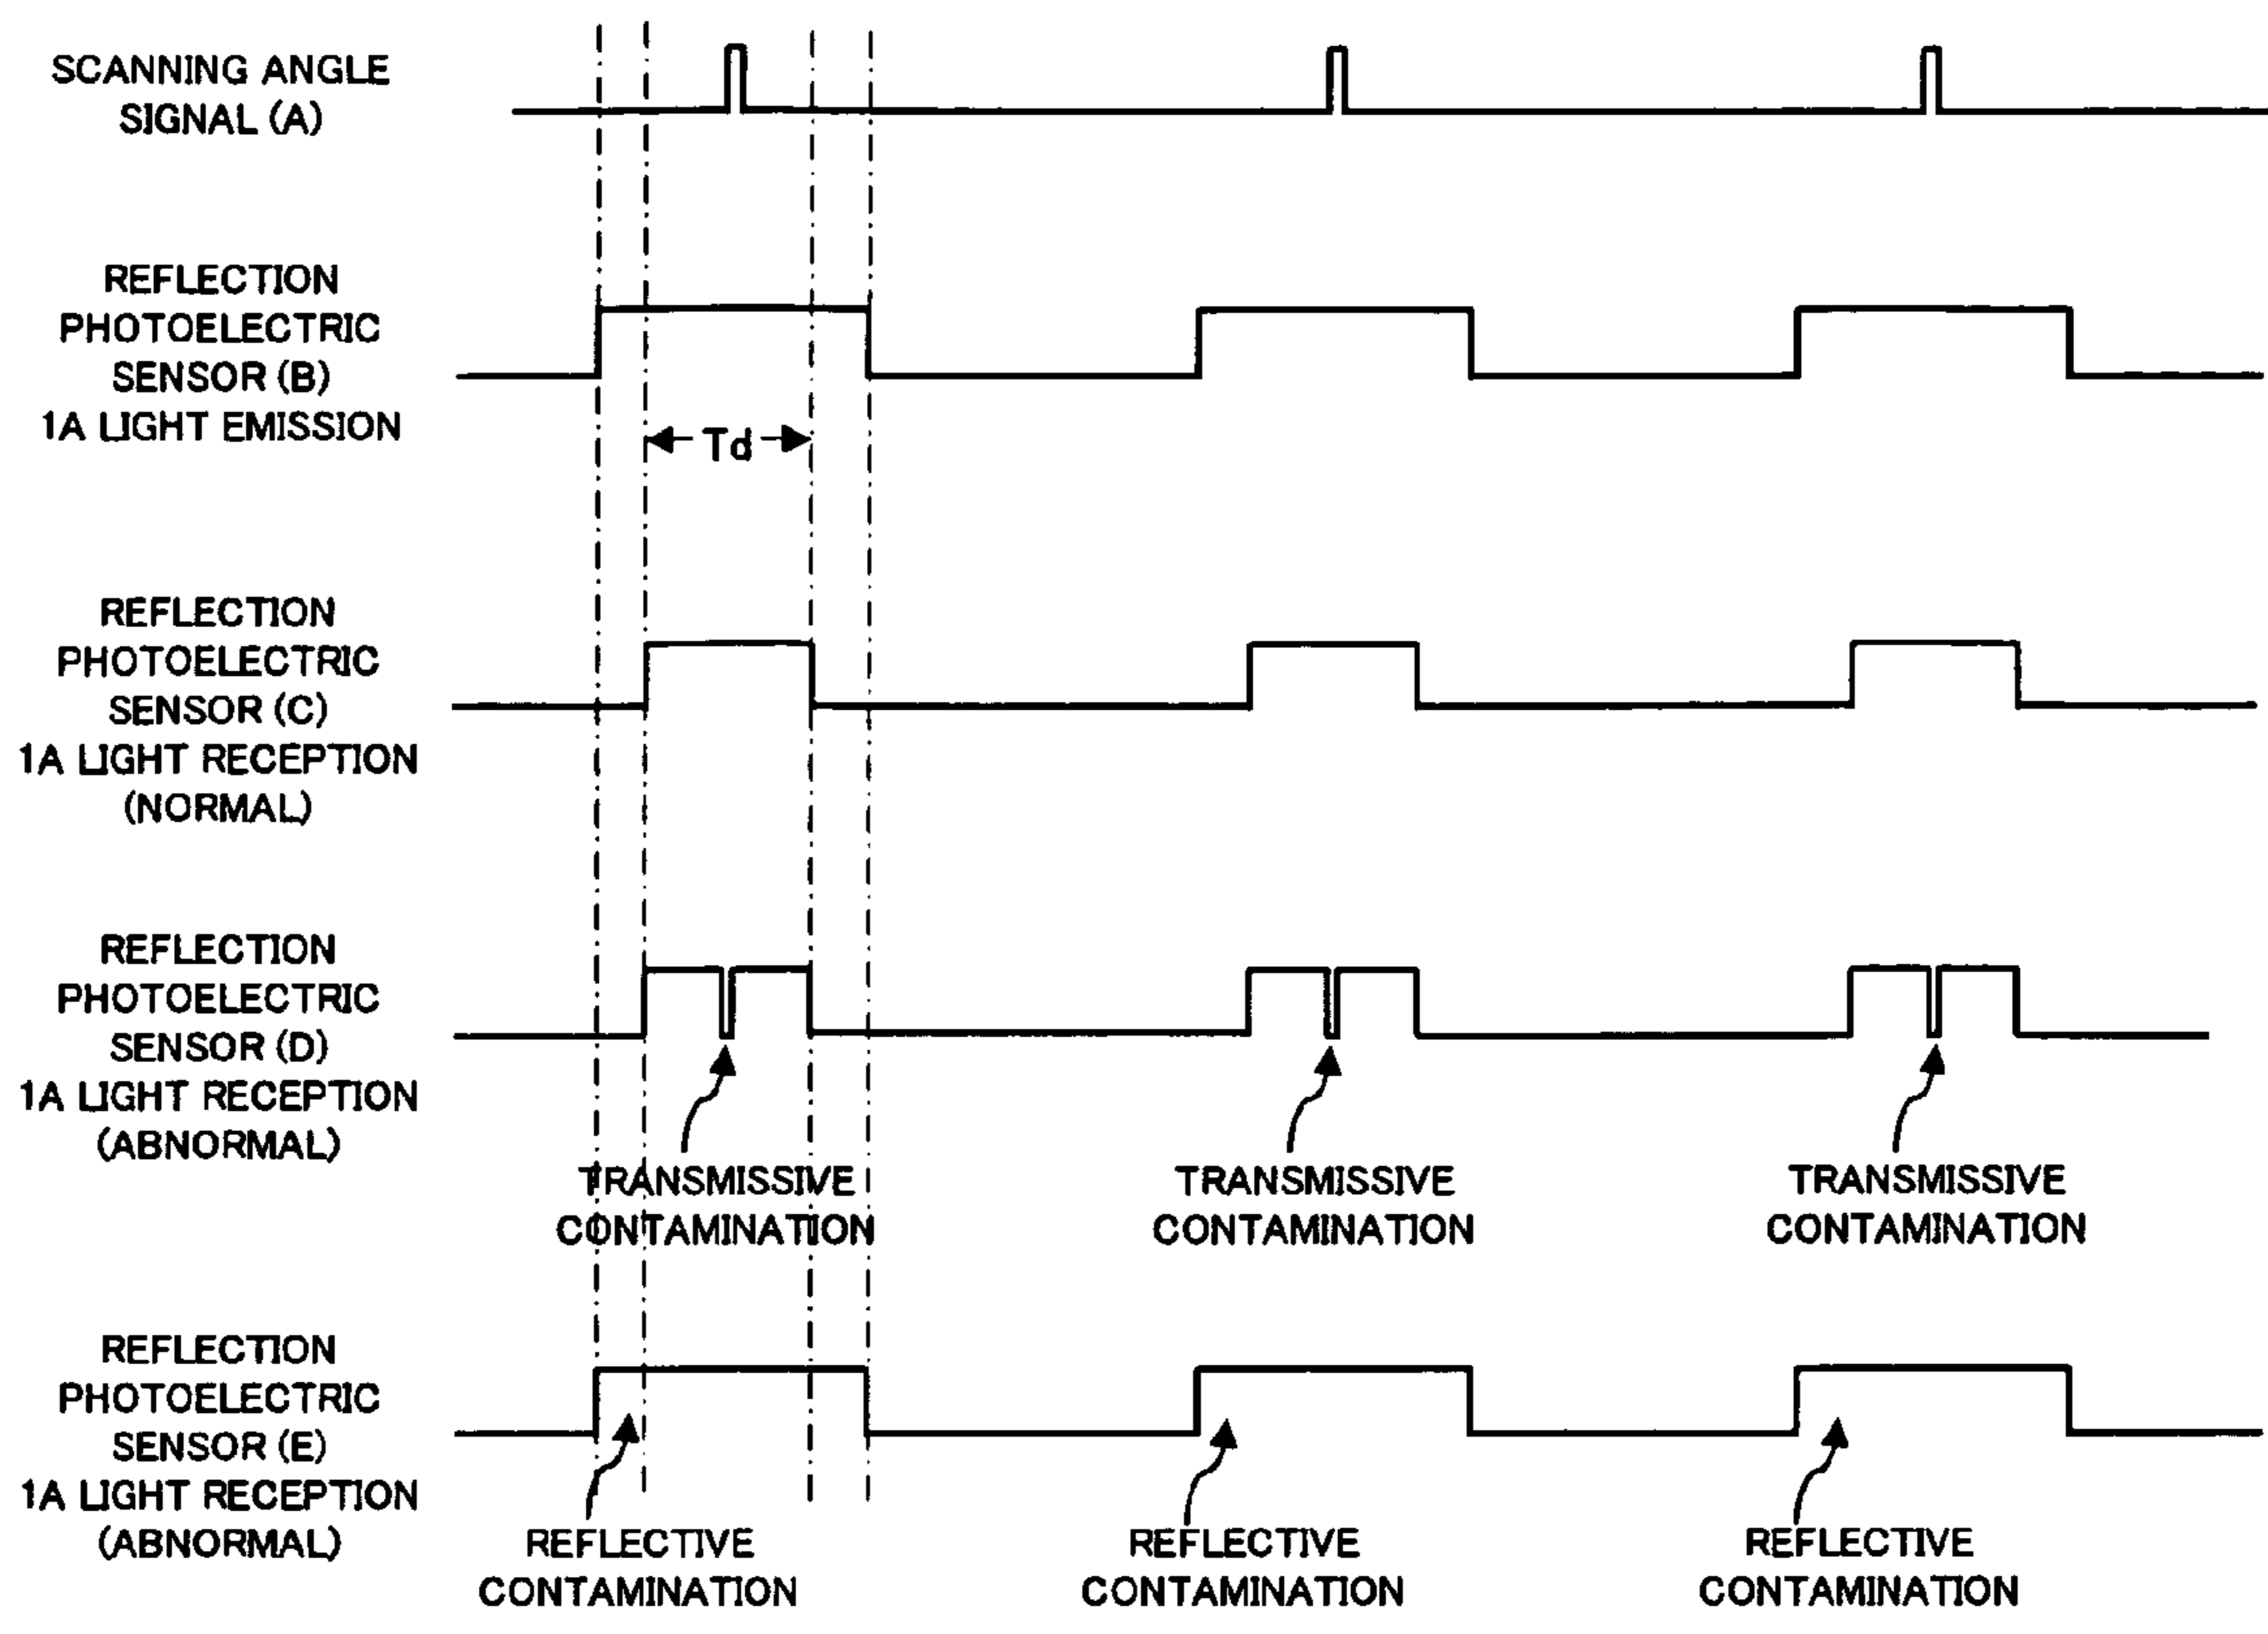 SCANNING ANGLE
SIGNAL (A)
REFLECTION
PHOTOELECTRIC
SENSOR (B)
1A LIGHT EMISSION
Td
REFLECTION
PHOTOELECTRIC
SENSOR (C)
1A LIGHT RECEPTION
(NORMAL)
REFLECTION
PHOTOELECTRIC
SENSOR (D)
1A LIGHT RECEPTION
(ABNORMAL)
TRANSMISSIVE
CONTAMINATION
TRANSMISSIVE
CONTAMINATION
TRANSMISSIVE
CONTAMINATION
REFLECTION
PHOTOELECTRIC
SENSOR (E)
1A LIGHT RECEPTION
(ABNORMAL)
REFLECTIVE
CONTAMINATION
REFLECTIVE
CONTAMINATION
REFLECTIVE
CONTAMINATION